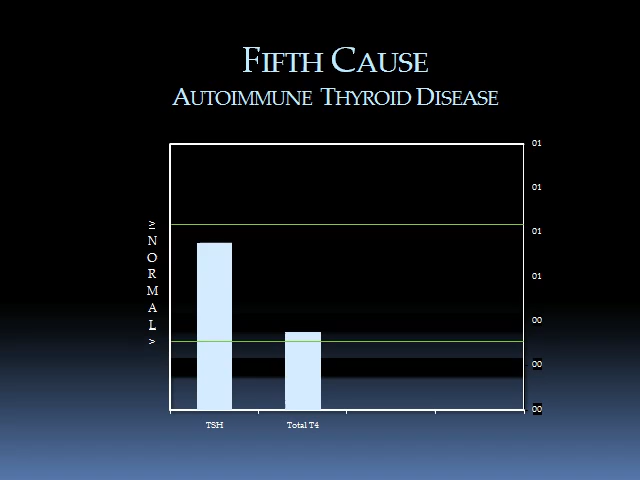 FIFTH CAUSE
AUTOIMMUNE THYROID DISEASE
01
01
01
01
00
00
00
≥
N
O
R
M
A
L
>
TSH
Total T4